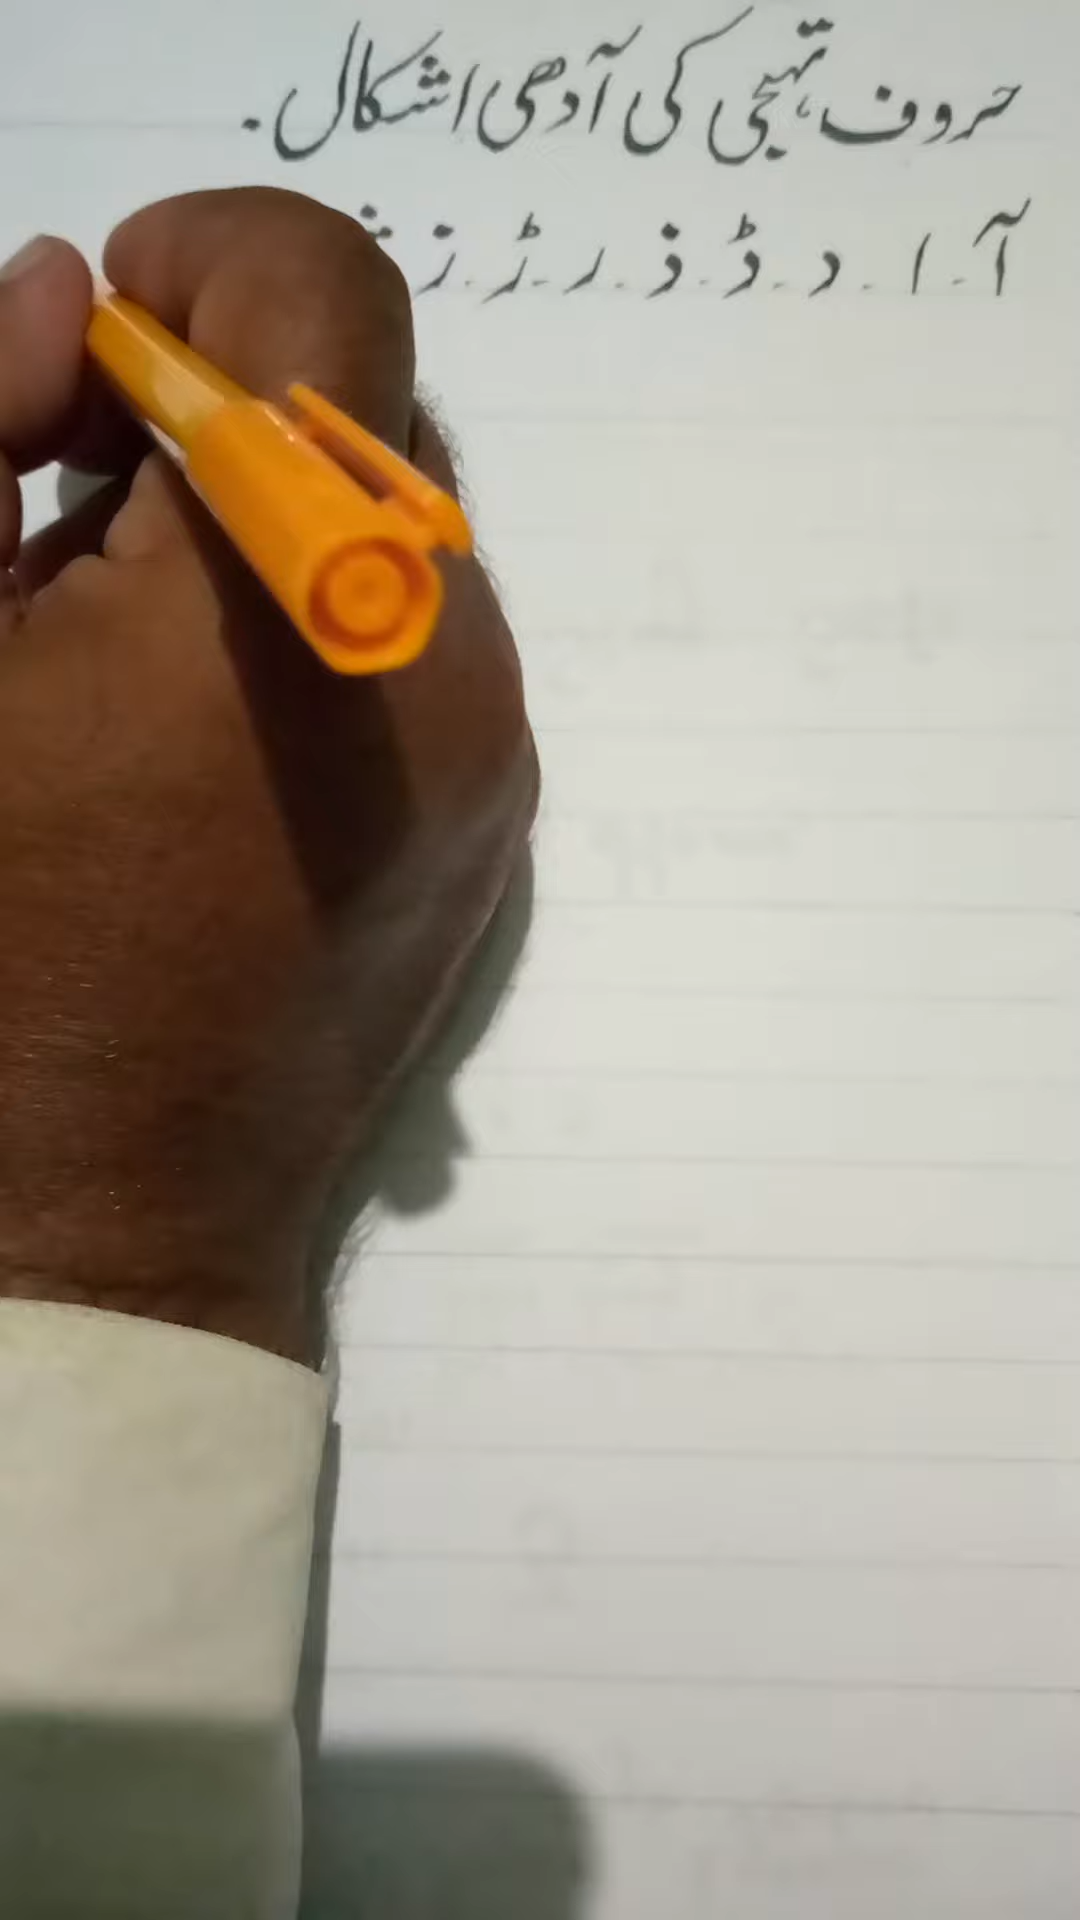 حروف تہجی کی آدھی اشکال.
آ - ا - د - ڈ - ذ - ر - ڑ - ز -